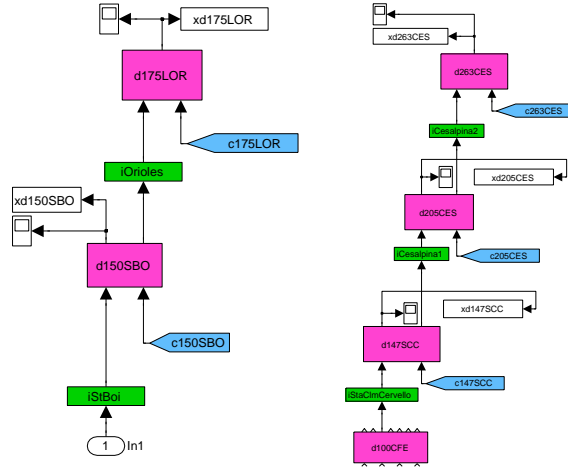 xd175LOR
d175LOR
c175LOR
iOrioles
xd150SBO
d150SBO
c150SBO
iStBoi
1 In1
xd263CES
d263CES
c263CES
iCesalpina2
xd205CES
d205CES
c205CES
iCesalpina1
xd147SCC
d147SCC
c147SCC
iStaClmCervello
d100CFE